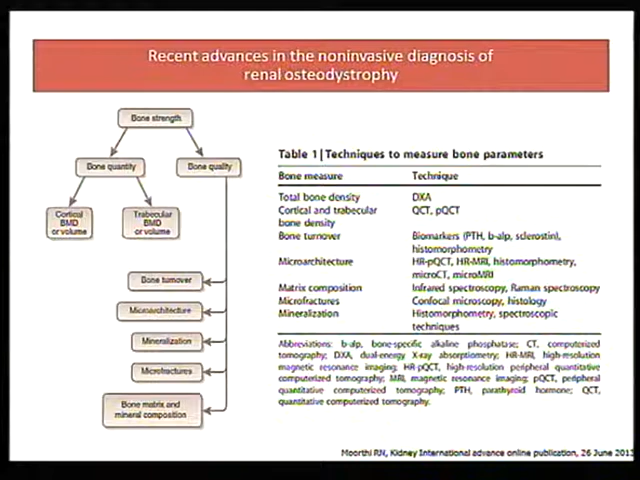 Recent advances in the noninvasive diagnosis of
renal osteodystrophy
Bone strength
Bone quantity
Bone quality
Cortical
BMD
or volume
Trabecular
BMD
or volume
Bone turnover
Microarchitecture
Mineralization
Microfractures
Bone matrix and
mineral composition
Table 1 | Techniques to measure bone parameters
Bone measure Technique
Total bone density DXA
Cortical and trabecular QCT, pQCT
bone density
Bone turnover Biomarkers (PTH, b-alp, sclerostin),
histomorphometry
Microarchitecture HR-pQCT, HR-MRI, histomorphometry,
microCT, microMRI
Matrix composition Infrared spectroscopy, Raman spectroscopy
Microfractures Confocal microscopy, histology
Mineralization Histomorphometry, spectroscopic
techniques
Abbreviations: b-alp, bone-specific alkaline phosphatase; CT, computized
tomography; DXA, dual-energy X-ray absorptiometry; HR-MRI, high-resolution
magnetic resonance imaging; HR-pQCT, high-resolution peripheral quantitative
computerized tomography; MRI, magnetic resonance imaging; pQCT, peripheral
quantitative computized tomography; PTH, parathyroid hormone; QCT,
quantitative computized tomography.
Moorthi RN, Kidney International advance online publication, 26 June 2013